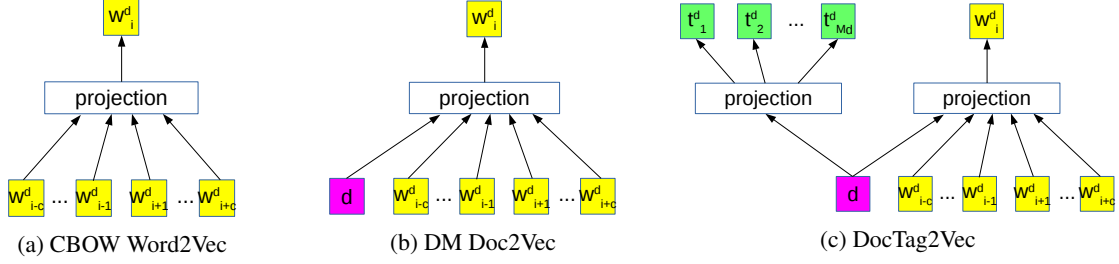 w^d_i
projection
w^d_{i-c} ... w^d_{i-1} w^d_{i+1} ... w^d_{i+c}
(a) CBOW Word2Vec
w^d_i
projection
d w^d_{i-c} ... w^d_{i-1} w^d_{i+1} ... w^d_{i+c}
(b) DM Doc2Vec
t^d_1 t^d_2 ... t^d_{Md} w^d_i
projection projection
d w^d_{i-c} ... w^d_{i-1} w^d_{i+1} ... w^d_{i+c}
(c) DocTag2Vec